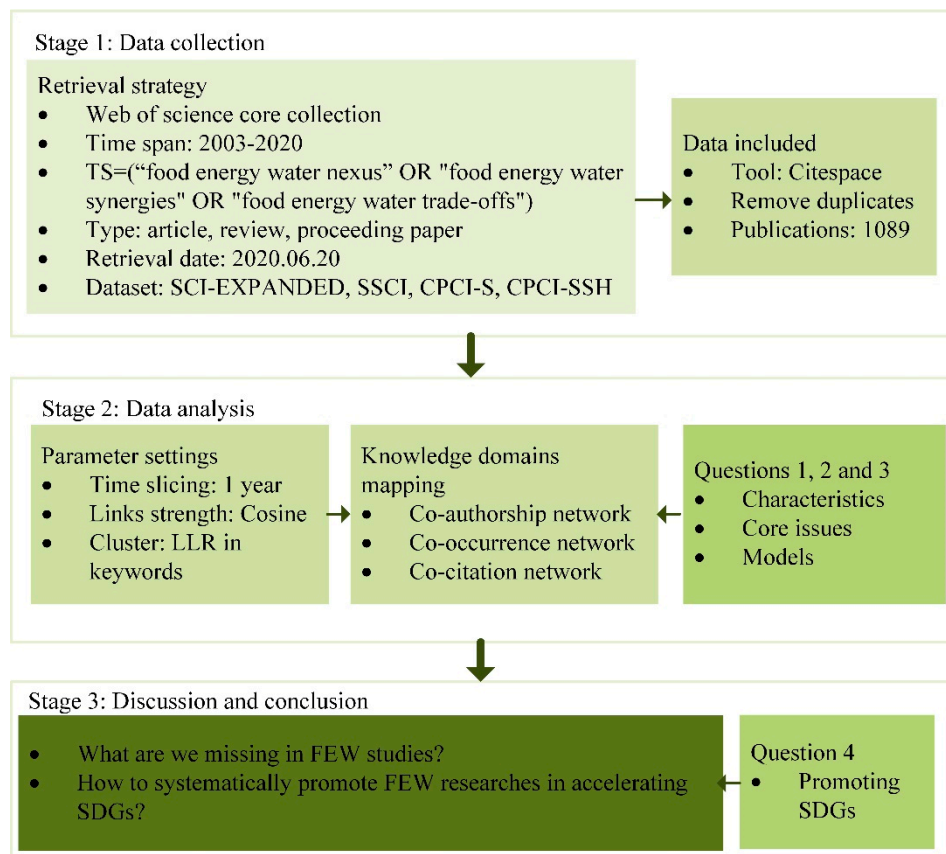 Stage 1: Data collection
Retrieval strategy
• Web of science core collection
• Time span: 2003-2020
• TS=(“food energy water nexus” OR "food energy water
synergies" OR "food energy water trade-offs")
• Type: article, review, proceeding paper
• Retrieval date: 2020.06.20
• Dataset: SCI-EXPANDED, SSCI, CPCI-S, CPCI-SSH
Data included
• Tool: Citespace
• Remove duplicates
• Publications: 1089
Stage 2: Data analysis
Parameter settings
• Time slicing: 1 year
• Links strength: Cosine
• Cluster: LLR in
keywords
Knowledge domains
mapping
• Co-authorship network
• Co-occurrence network
• Co-citation network
Questions 1, 2 and 3
• Characteristics
• Core issues
• Models
Stage 3: Discussion and conclusion
• What are we missing in FEW studies?
• How to systematically promote FEW researches in accelerating
SDGs?
Question 4
• Promoting
SDGs